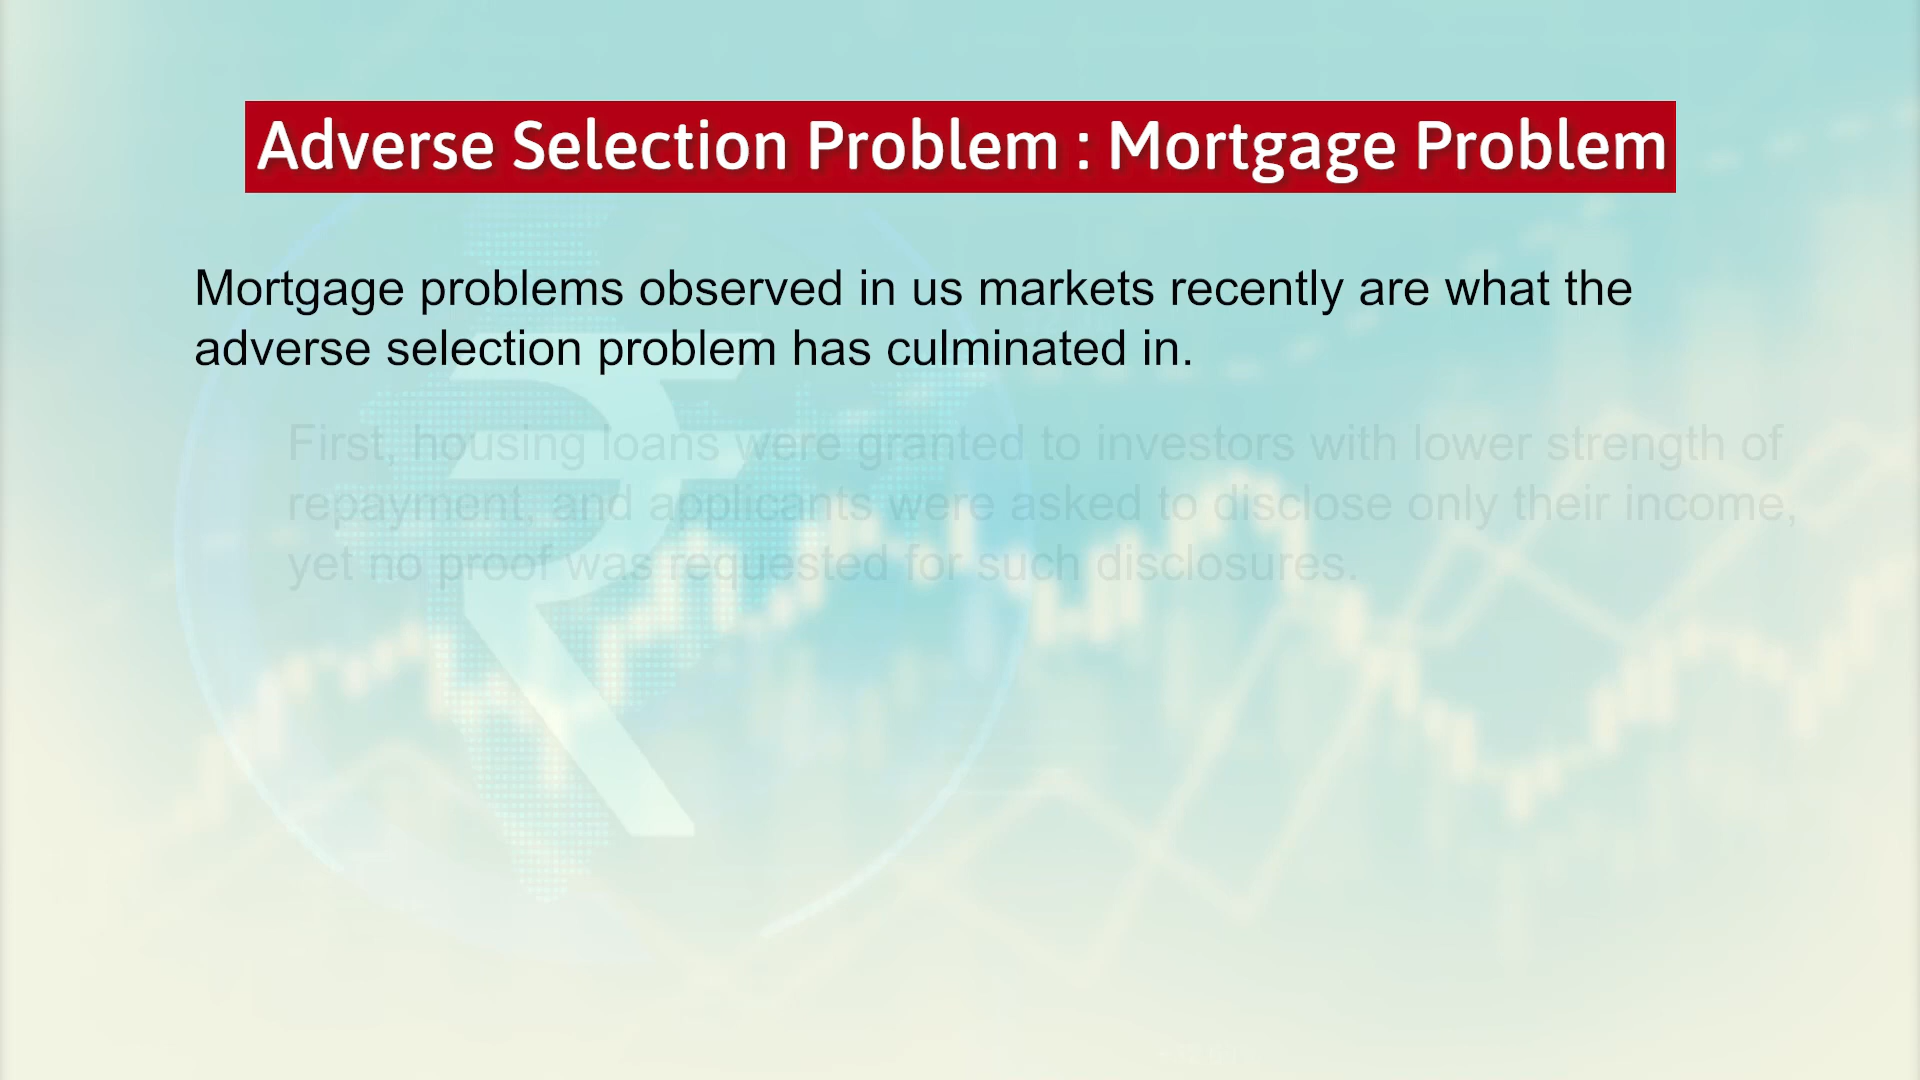 Adverse Selection Problem : Mortgage Problem
Mortgage problems observed in us markets recently are what the
adverse selection problem has culminated in.
First, housing loans were granted to investors with lower strength of
repayment, and applicants were asked to disclose only their income,
yet no proof was requested for such disclosures.